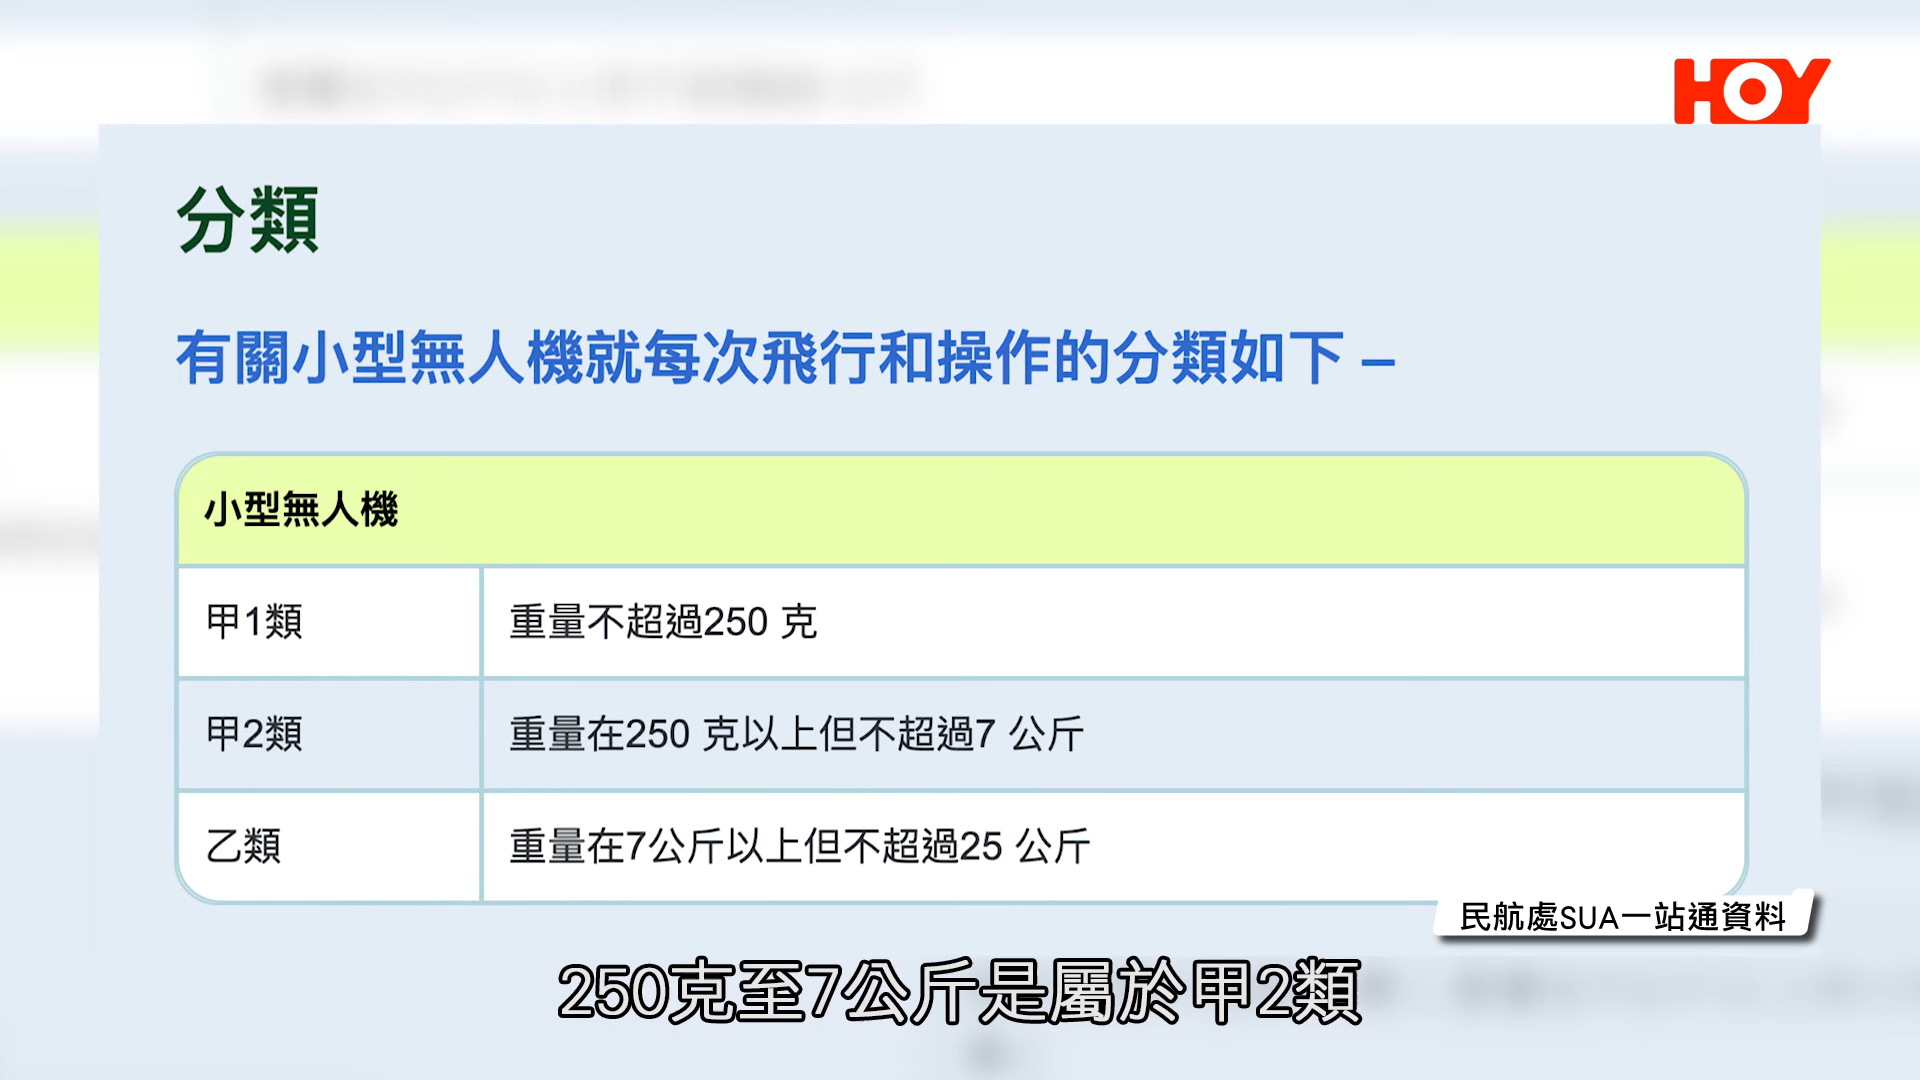 HOY
分類
有關小型無人機就每次飛行和操作的分類如下 –
小型無人機
甲1類 重量不超過250 克
甲2類 重量在250 克以上但不超過7 公斤
乙類 重量在7公斤以上但不超過25 公斤
民航處SUA一站通資料
250克至7公斤是屬於甲2類